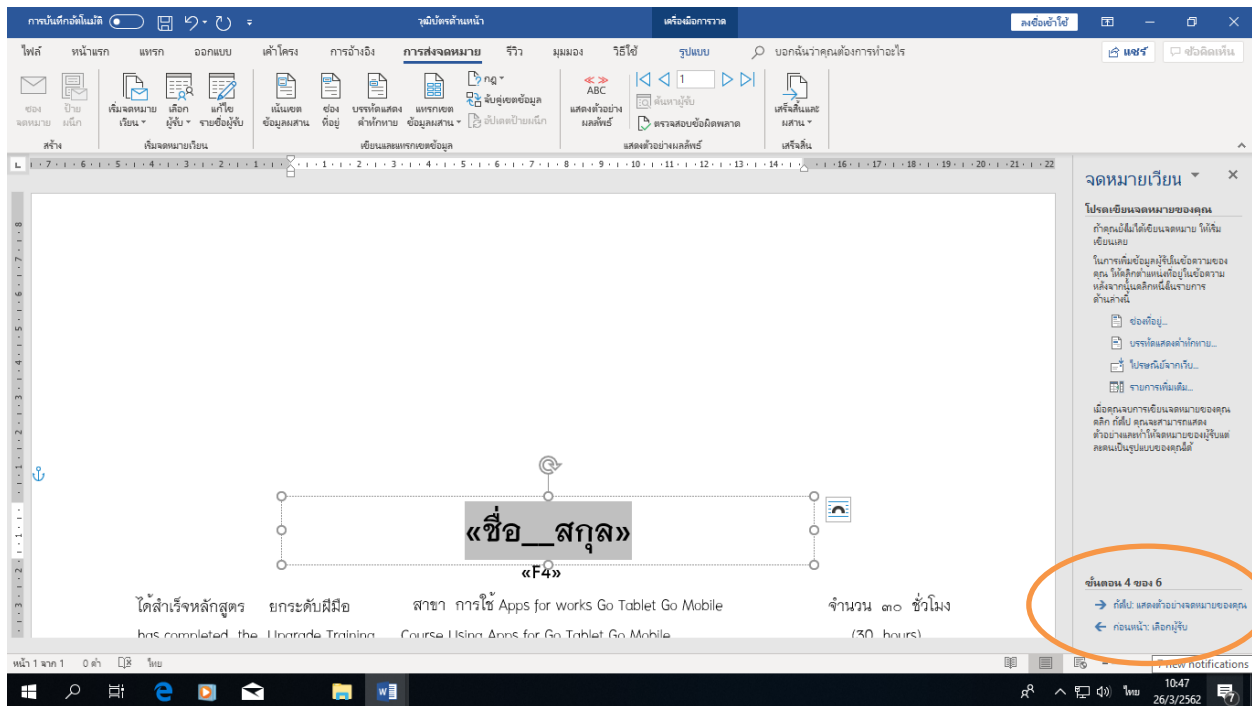 การบันทึกอัตโนมัติ
วุฒิบัตรด้านหน้า
เครื่องมือการวาด
ลงชื่อเข้าใช้
ไฟล์ หน้าแรก แทรก ออกแบบ เค้าโครง การอ้างอิง การส่งจดหมาย รีวิว มุมมอง วิธีใช้ รูปแบบ บอกฉันว่าคุณต้องการทำอะไร
แชร์ ข้อคิดเห็น
ซองจดหมาย
ป้ายผนึก
เริ่มจดหมายเวียน
เลือกผู้รับ
แก้ไขรายชื่อผู้รับ
เน้นเขตข้อมูลผสาน
ช่องที่อยู่
บรรทัดแสดงคำทักทาย
แทรกเขตข้อมูลผสาน
กฎ
จับคู่เขตข้อมูล
อัปเดตป้ายผนึก
ABC
แสดงตัวอย่างผลลัพธ์
1
ค้นหาผู้รับ
ตรวจสอบข้อผิดพลาด
เสร็จสิ้นและผสาน
สร้าง เริ่มจดหมายเวียน เขียนและแทรกเขตข้อมูล แสดงตัวอย่างผลลัพธ์ เสร็จสิ้น
จดหมายเวียน
โปรดเขียนจดหมายของคุณ
ถ้าคุณยังไม่ได้เขียนจดหมาย ให้เริ่ม
เขียนเลย
ในการเพิ่มข้อมูลผู้รับในข้อความของ
คุณ ให้คลิกตำแหน่งที่อยู่ในข้อความ
หลังจากนั้นคลิกหนึ่งในรายการ
ด้านล่างนี้
ช่องที่อยู่...
บรรทัดแสดงคำทักทาย...
ไปรษณีย์จากเว็บ...
รายการเพิ่มเติม...
เมื่อคุณจบการเขียนจดหมายของคุณ
คลิก ถัดไป คุณจะสามารถแสดง
ตัวอย่างและทำให้จดหมายของผู้รับแต่
ละคนเป็นรูปแบบของคุณได้
«ชื่อ__สกุล»
«F4»
ได้สำเร็จหลักสูตร ยกระดับฝีมือ สาขา การใช้ Apps for works Go Tablet Go Mobile จำนวน ๓๐ ชั่วโมง
has completed the Upgrade Training Course Using Apps for Go Tablet Go Mobile (30 hours)
ขั้นตอน 4 ของ 6
ถัดไป: แสดงตัวอย่างจดหมายของคุณ
ก่อนหน้า: เลือกผู้รับ
หน้า 1 จาก 1 0 คำ ไทย
7 new notifications
ไทย
10:47
26/3/2562
7